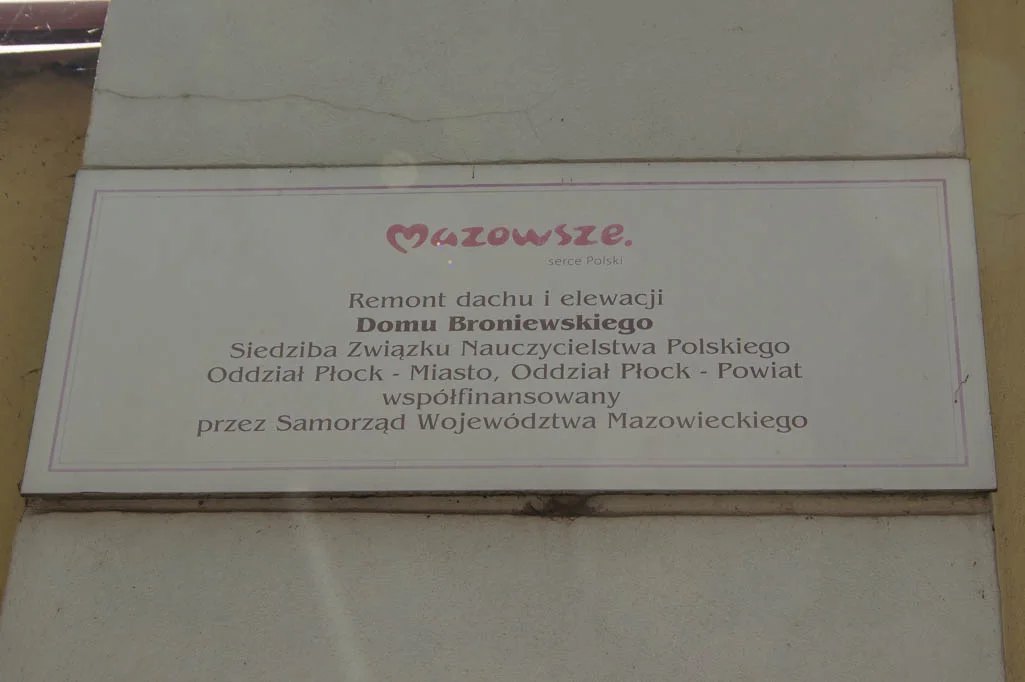 Mazowsze.
serce Polski
Remont dachu i elewacji
Domu Broniewskiego
Siedziba Związku Nauczycielstwa Polskiego
Oddział Płock - Miasto, Oddział Płock - Powiat
współfinansowany
przez Samorząd Województwa Mazowieckiego